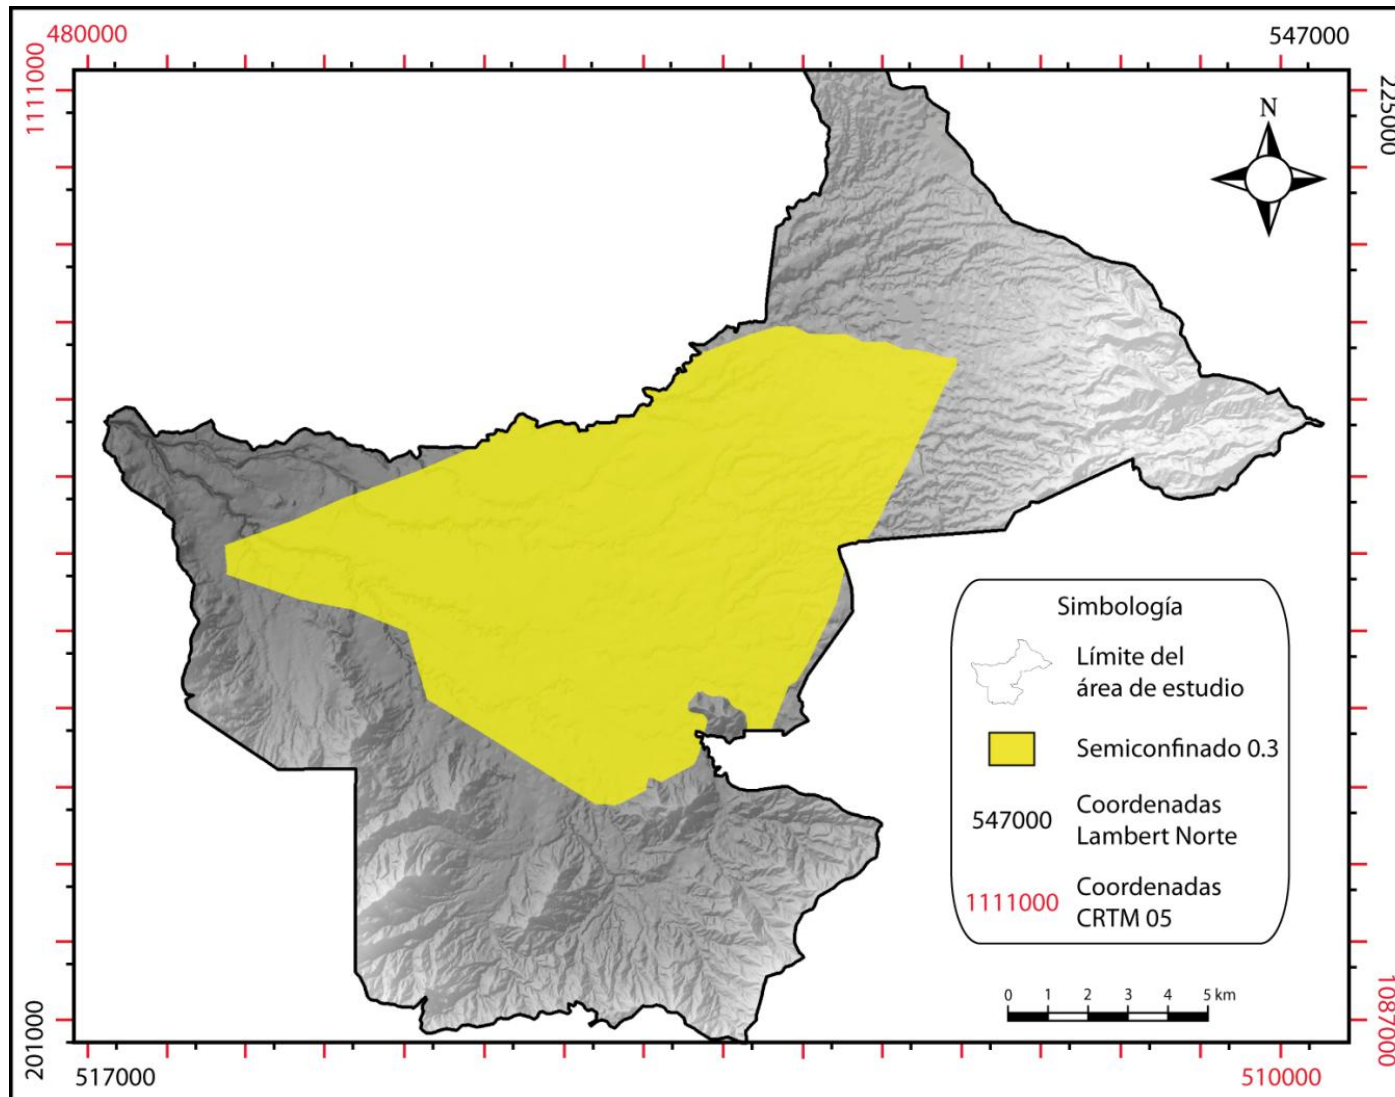 480000
547000
1111000
225000
N
Simbología
Límite del
área de estudio
Semiconfinado 0.3
547000
Coordenadas
Lambert Norte
1111000
Coordenadas
CRTM 05
0 1 2 3 4 5 km
201000
1087000
517000
510000